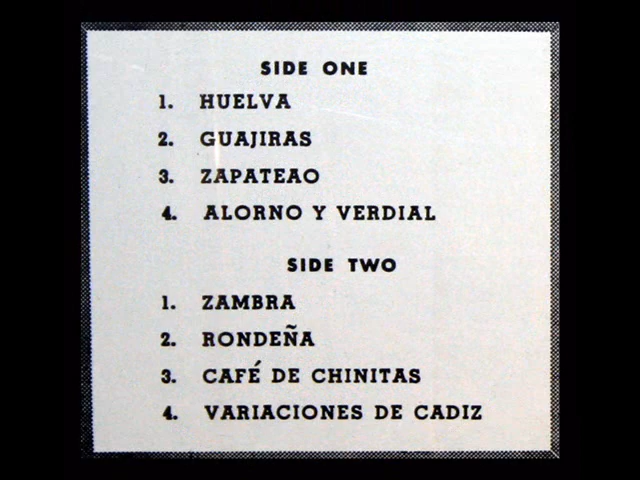 SIDE ONE
1. HUELVA
2. GUAJIRAS
3. ZAPATEAO
4. ALORNO Y VERDIAL
SIDE TWO
1. ZAMBRA
2. RONDEÑA
3. CAFÉ DE CHINITAS
4. VARIACIONES DE CADIZ